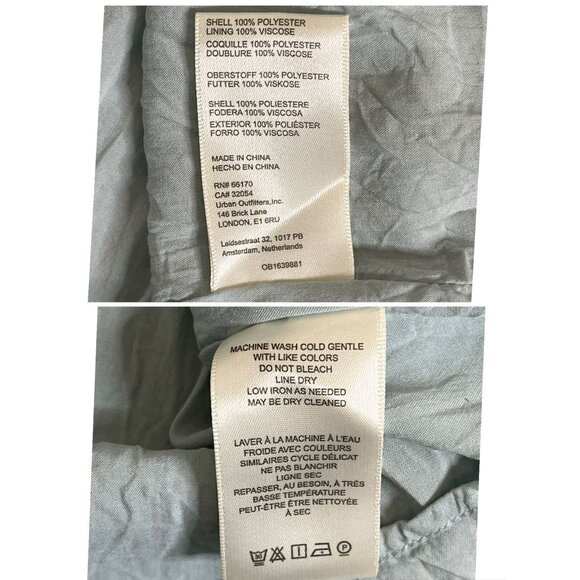 SHELL 100% POLYESTER
LINING 100% VISCOSE
COQUILLE 100% POLYESTER
DOUBLURE 100% VISCOSE
OBERSTOFF 100% POLYESTER
FUTTER 100% VISKOSE
SHELL 100% POLIESTERE
FODERA 100% VISCOSA
EXTERIOR 100% POLIÉSTER
FORRO 100% VISCOSA
MADE IN CHINA
HECHO EN CHINA
RN# 66170
CA# 32054
Urban Outfitters,Inc.
146 Brick Lane
LONDON, E1 6RU
Leidsestraat 32, 1017 PB
Amsterdam, Netherlands
OB1639881
MACHINE WASH COLD GENTLE
WITH LIKE COLORS
DO NOT BLEACH
LINE DRY
LOW IRON AS NEEDED
MAY BE DRY CLEANED
LAVER À LA MACHINE À L'EAU
FROIDE AVEC COULEURS
SIMILAIRES CYCLE DÉLICAT
NE PAS BLANCHIR
LIGNE SEC
REPASSER, AU BESOIN, À TRÈS
BASSE TEMPÉRATURE
PEUT-ÊTRE ÊTRE NETTOYÉE
À SEC
30 P